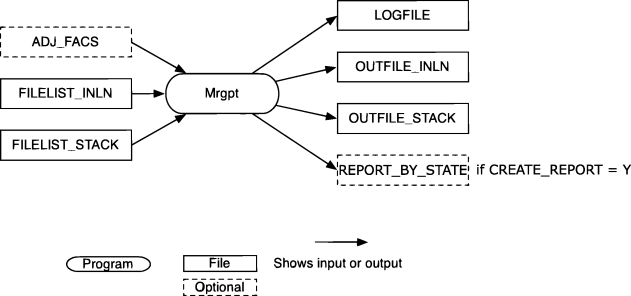 LOGFILE
ADJ_FACS
OUTFILE_INLN
FILELIST_INLN
Mrgpt
OUTFILE_STACK
FILELIST_STACK
REPORT_BY_STATE if CREATE_REPORT = Y
Program
File
Shows input or output
Optional